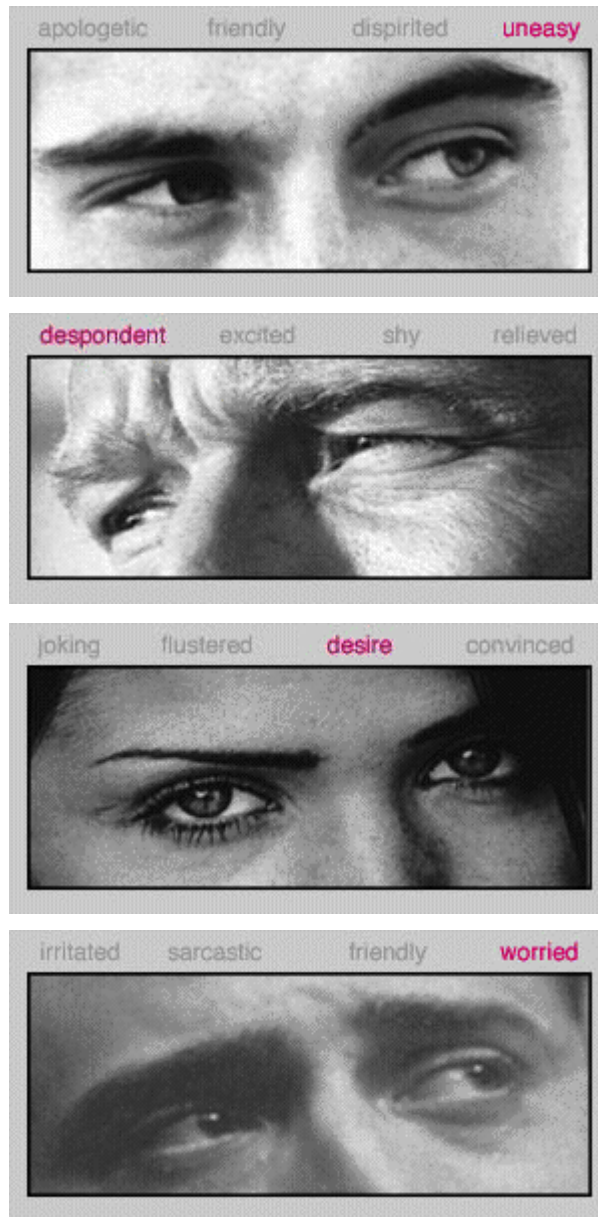 apologetic friendly dispirited uneasy
despondent excited shy relieved
joking flustered desire convinced
irritated sarcastic friendly worried